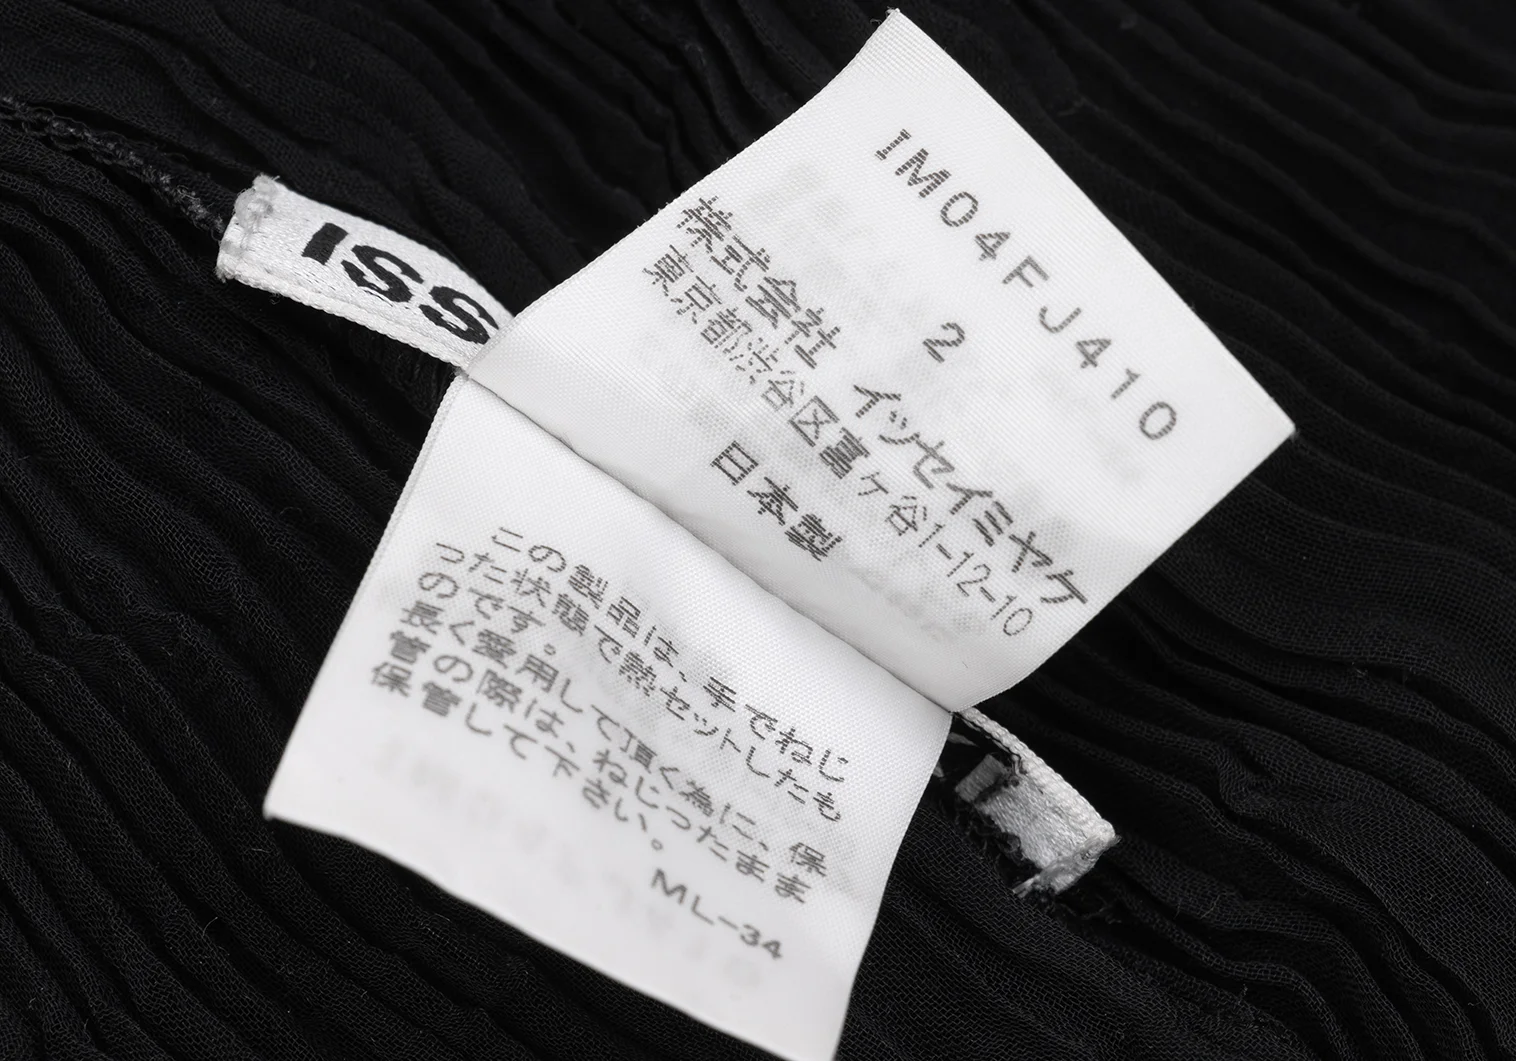 ISS
IM04FJ410
2
株式会社 イッセイミヤケ
東京都渋谷区富ケ谷1-12-10
日本製
この製品は、手でねじ
った状態で熱セットしたも
のです。
長く愛用して頂く為に、保
管の際は、ねじったまま
保管して下さい。
ML-34